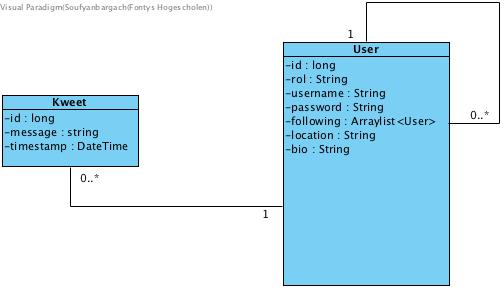 Visual Paradigm(Soufyanbargach(Fontys Hogescholen))
1
User
-id : long
-rol : String
-username : String
-password : String
-following : Arraylist<User>
-location : String
-bio : String
0..*
Kweet
-id : long
-message : string
-timestamp : DateTime
0..*
1